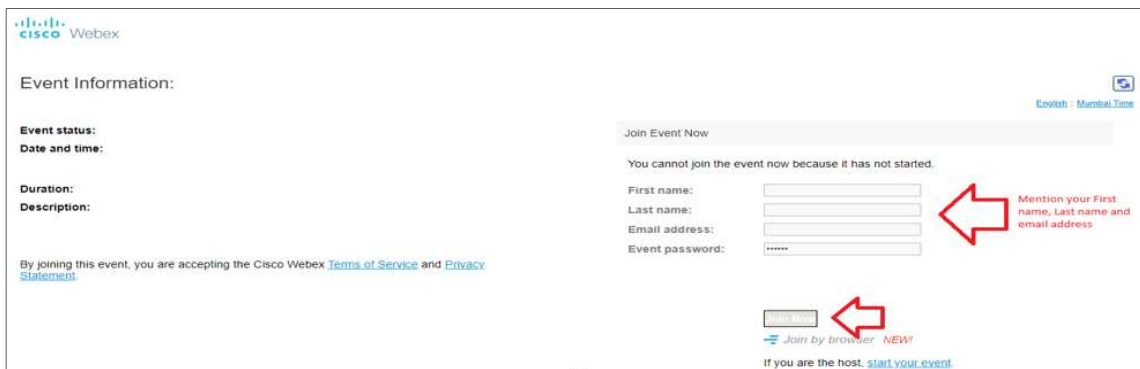 cisco Webex
Event Information:
English : Mumbai Time
Event status:
Date and time:
Duration:
Description:
By joining this event, you are accepting the Cisco Webex Terms of Service and Privacy
Statement.
Join Event Now
You cannot join the event now because it has not started.
First name:
Last name:
Email address:
Event password:
••••••
Mention your First
name, Last name and
email address
Join Now
Join by browser NEW!
If you are the host, start your event.